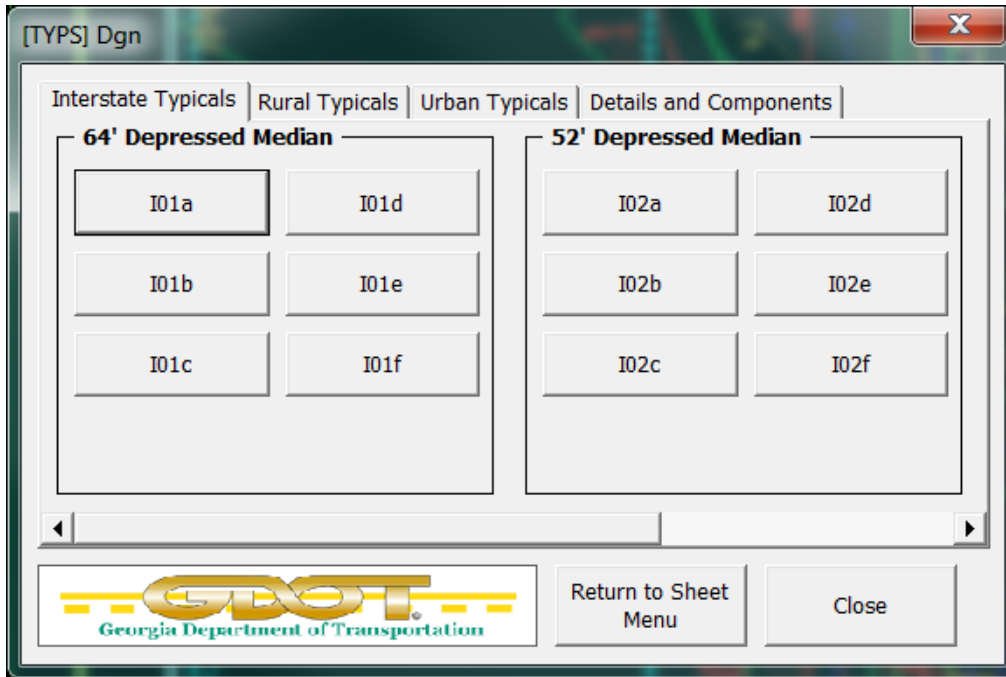 [TYPS] Dgn
X
Interstate Typicals
Rural Typicals
Urban Typicals
Details and Components
64' Depressed Median
I01a
I01d
I01b
I01e
I01c
I01f
52' Depressed Median
I02a
I02d
I02b
I02e
I02c
I02f
GDOT
Georgia Department of Transportation
Return to Sheet
Menu
Close